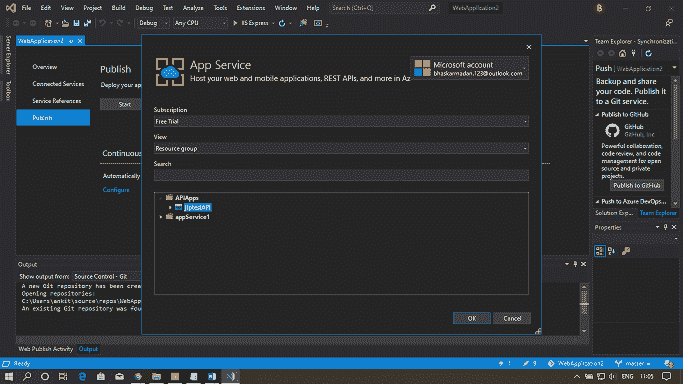 File Edit View Project Build Debug Test Analyze Tools Extensions Window Help Search (Ctrl+Q) WebApplication2
Debug Any CPU IIS Express
Server Explorer
Toolbox
WebApplication2
Overview
Connected Services
Service References
Publish
Publish
Deploy your app
Start
Continuous
Automatically
Configure
App Service
Host your web and mobile applications, REST APIs, and more in Az
Microsoft account
bhaskarmadan.123@outlook.com
Subscription
Free Trial
View
Resource group
Search
APIApps
appService1
OK Cancel
Team Explorer - Synchronizatio
Push | WebApplication2
Backup and share your code. Publish it to a Git service.
Publish to GitHub
GitHub
GitHub, Inc
Powerful collaboration,
code review, and code
management for open
source and private
projects.
Publish to GitHub
Push to Azure DevOps...
Solution Exp... Team Explorer
Properties
Output
Show output from: Source Control - Git
A new Git repository has been crea
Opening repositories:
C:\Users\ankit\source\repos\WebApp
An existing Git repository was fou
Web Publish Activity Output
Ready
WebApplication2 master
ENG